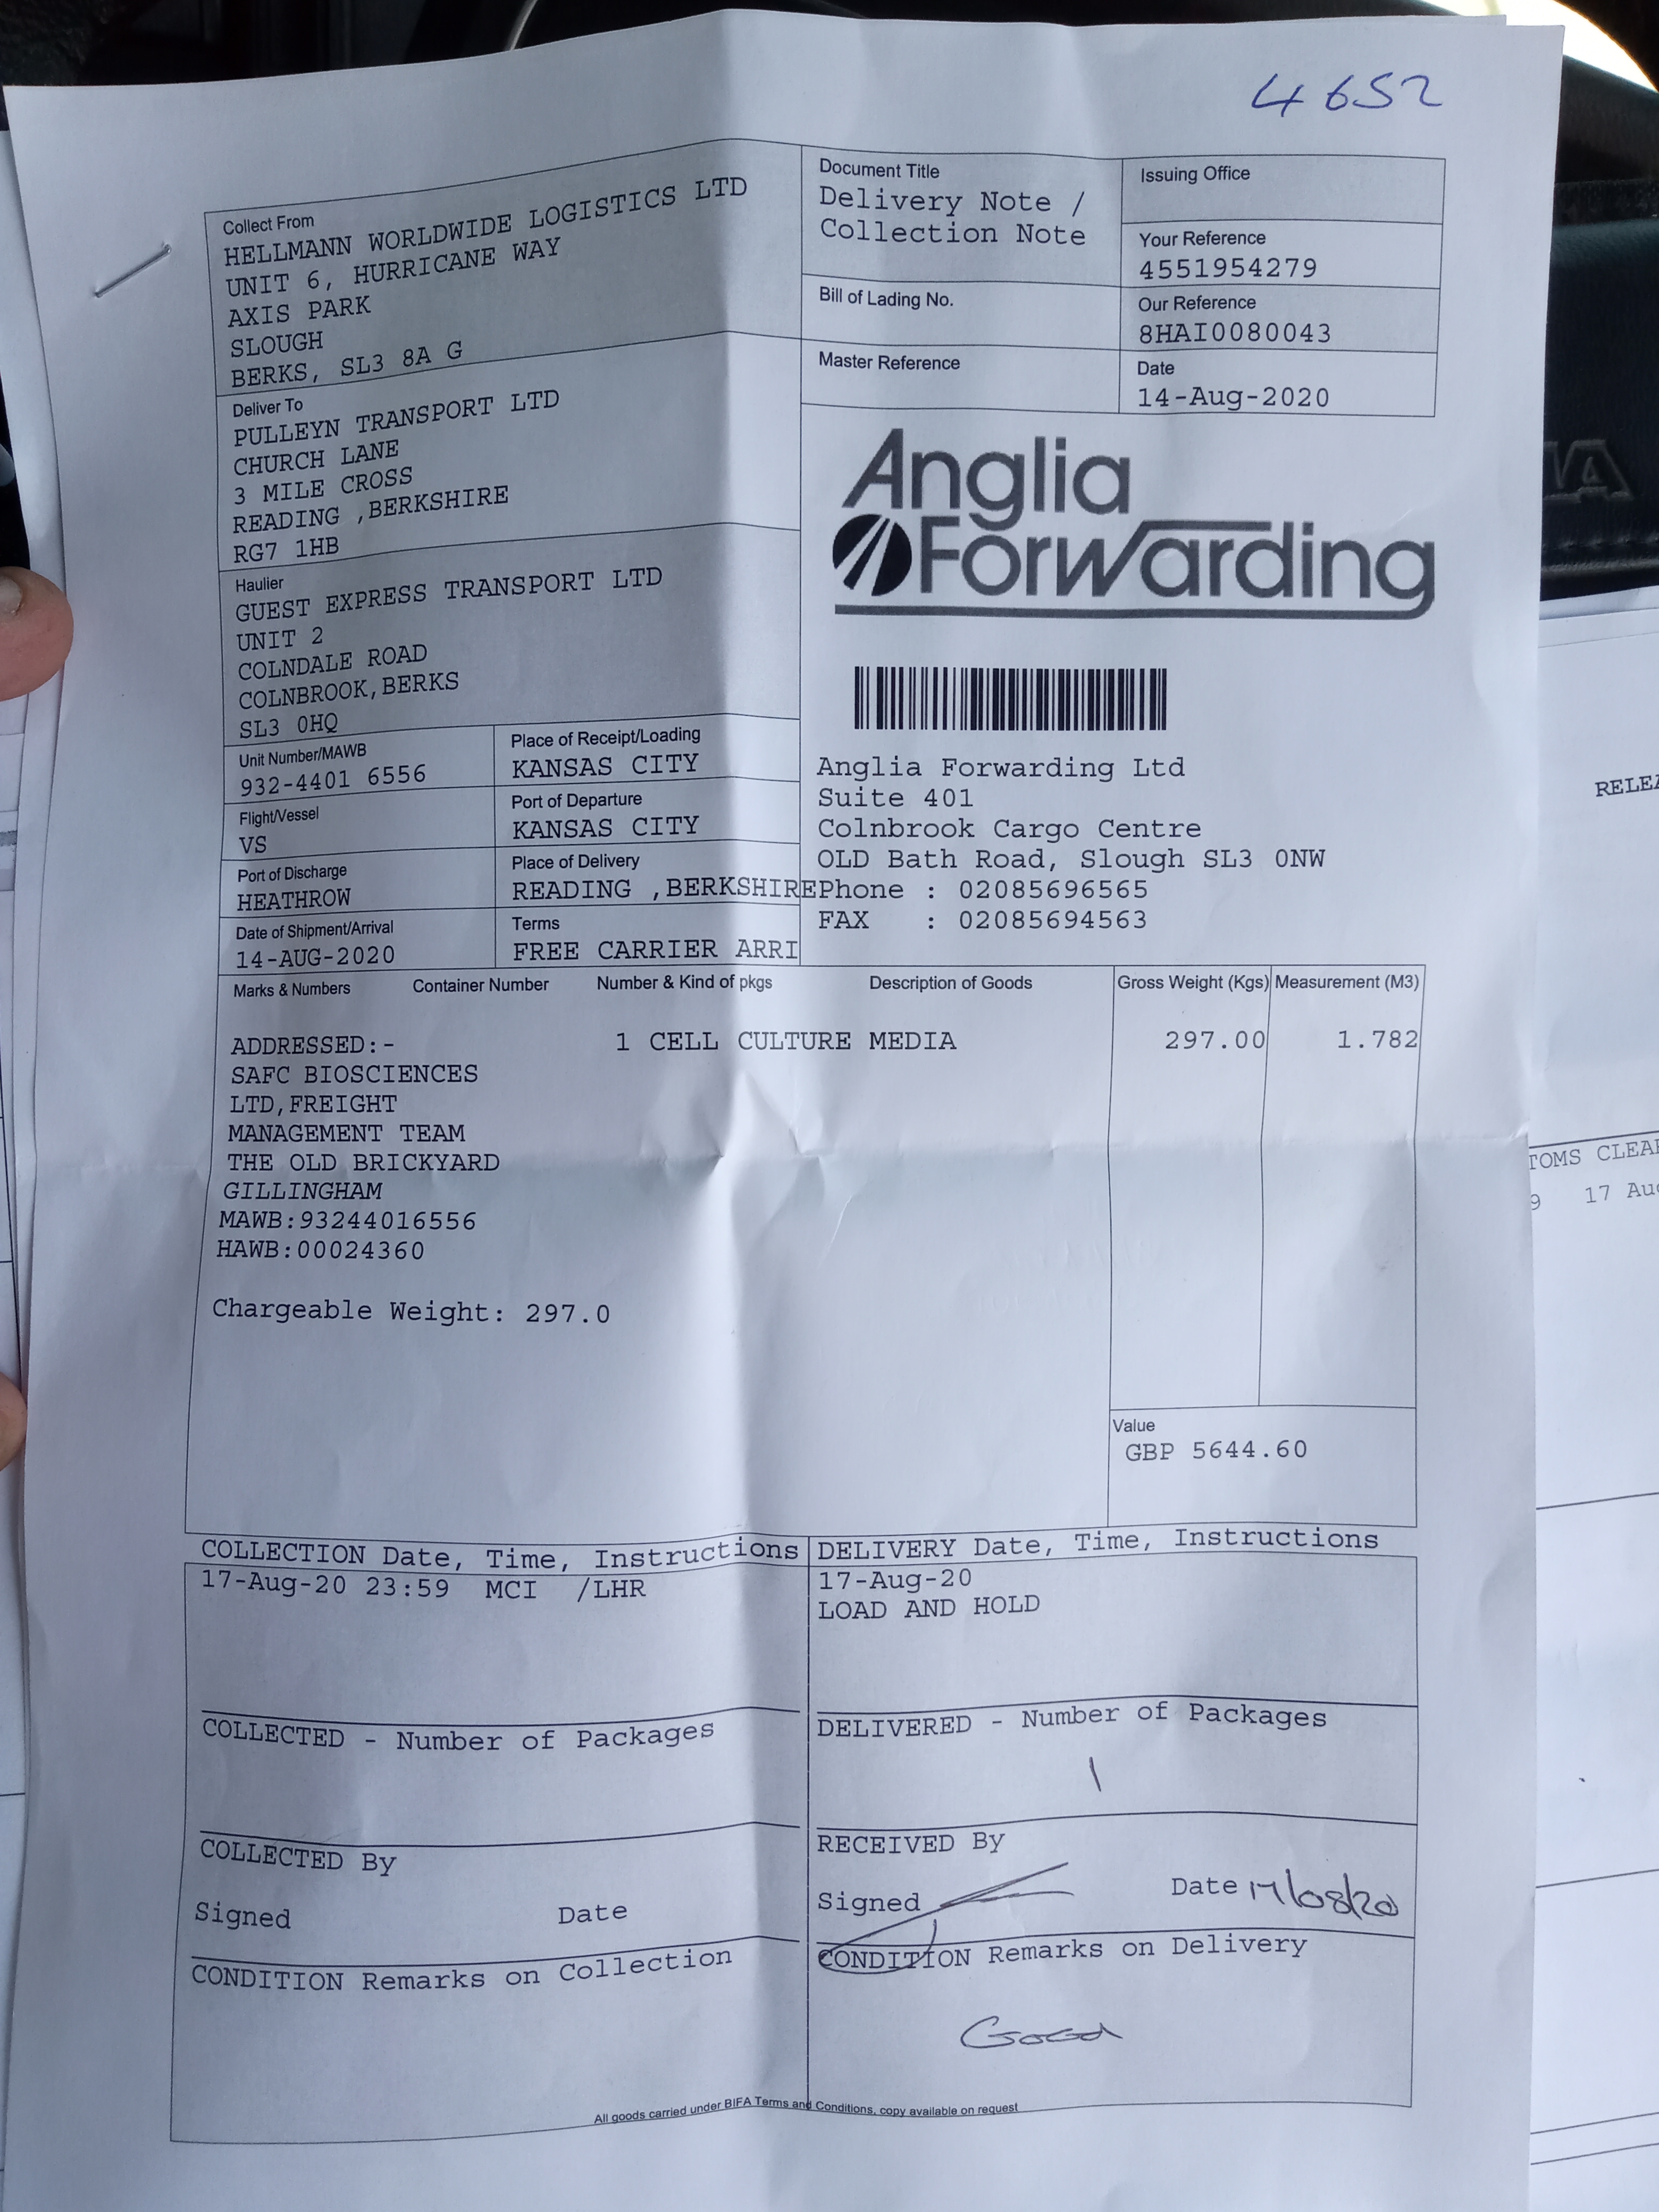 4652
Collect From
HELLMANN WORLDWIDE LOGISTICS LTD
UNIT 6, HURRICANE WAY
AXIS PARK
SLOUGH
BERKS, SL3 8A G
Document Title
Delivery Note /
Collection Note
Issuing Office
Your Reference
4551954279
Bill of Lading No.
Our Reference
8HAI0080043
Master Reference
Date
14-Aug-2020
Deliver To
PULLEYN TRANSPORT LTD
CHURCH LANE
3 MILE CROSS
READING ,BERKSHIRE
RG7 1HB
Anglia
Forwarding
Haulier
GUEST EXPRESS TRANSPORT LTD
UNIT 2
COLNDALE ROAD
COLNBROOK,BERKS
SL3 0HQ
Unit Number/MAWB
932-4401 6556
Place of Receipt/Loading
KANSAS CITY
Flight/Vessel
VS
Port of Departure
KANSAS CITY
Port of Discharge
HEATHROW
Place of Delivery
READING ,BERKSHIRE
Date of Shipment/Arrival
14-AUG-2020
Terms
FREE CARRIER ARRI
Anglia Forwarding Ltd
Suite 401
Colnbrook Cargo Centre
OLD Bath Road, Slough SL3 0NW
Phone : 02085696565
FAX : 02085694563
Marks & Numbers Container Number Number & Kind of pkgs Description of Goods Gross Weight (Kgs) Measurement (M3)
ADDRESSED:- 1 CELL CULTURE MEDIA 297.00 1.782
SAFC BIOSCIENCES
LTD,FREIGHT
MANAGEMENT TEAM
THE OLD BRICKYARD
GILLINGHAM
MAWB:93244016556
HAWB:00024360
Chargeable Weight: 297.0
Value
GBP 5644.60
COLLECTION Date, Time, Instructions
17-Aug-20 23:59 MCI /LHR
DELIVERY Date, Time, Instructions
17-Aug-20
LOAD AND HOLD
COLLECTED - Number of Packages
DELIVERED - Number of Packages
1
COLLECTED By
Signed Date
RECEIVED By
Signed Date 17/08/20
CONDITION Remarks on Collection
CONDITION Remarks on Delivery
Good
All goods carried under BIFA Terms and Conditions, copy available on request
17 Aug